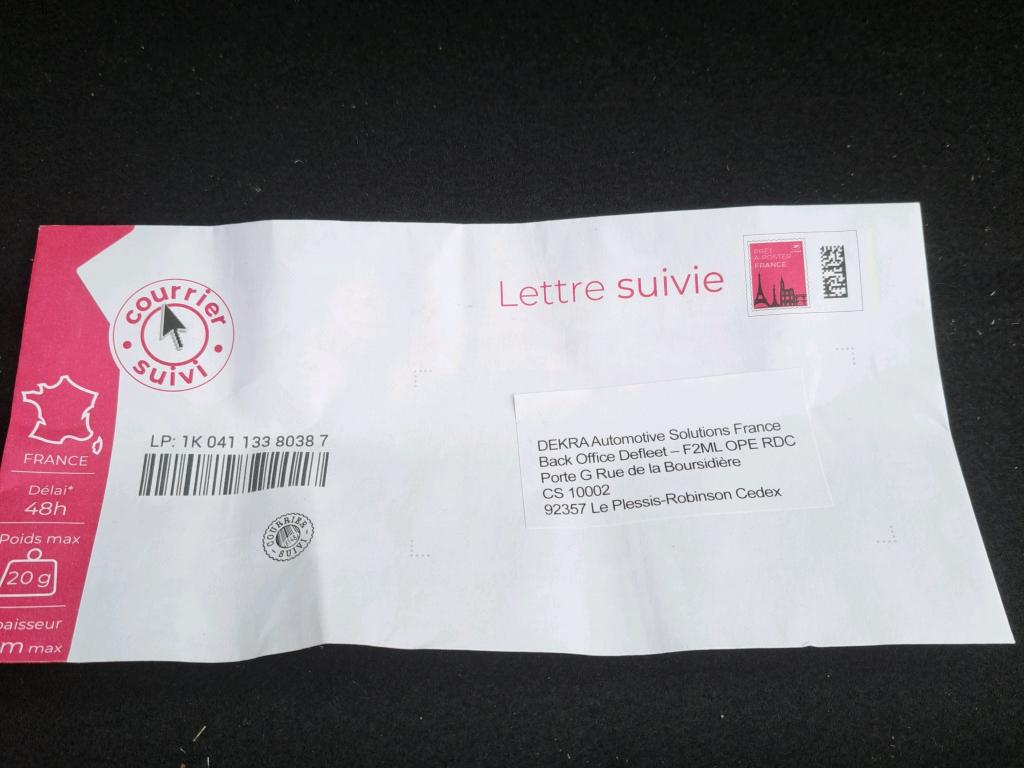 courrier
suivi
FRANCE
Délai*
48h
Poids max
20 g
max
Lettre suivie
PRÊT
À-POSTER
FRANCE
LP: 1K 041 133 8038 7
COURRIER
SUIVI
DEKRA Automotive Solutions France
Back Office Defleet – F2ML OPE RDC
Porte G Rue de la Boursidière
CS 10002
92357 Le Plessis-Robinson Cedex